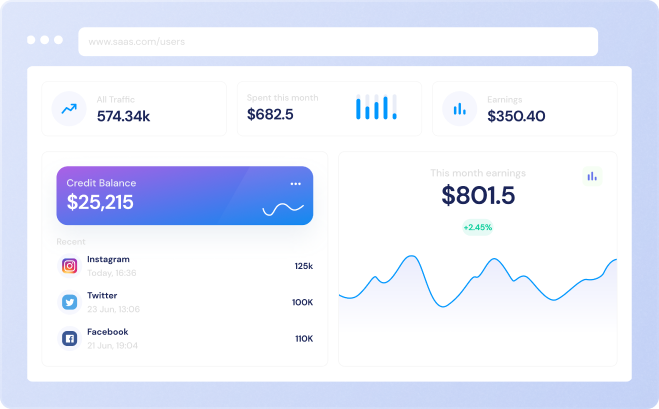 www.saas.com/users
All Traffic
574.34k
Spent this month
$682.5
Earnings
$350.40
Credit Balance
$25,215
Recent
Instagram
Today, 16:36
125k
Twitter
23 Jun, 13:06
100K
Facebook
21 Jun, 19:04
110K
This month earnings
$801.5
+2.45%